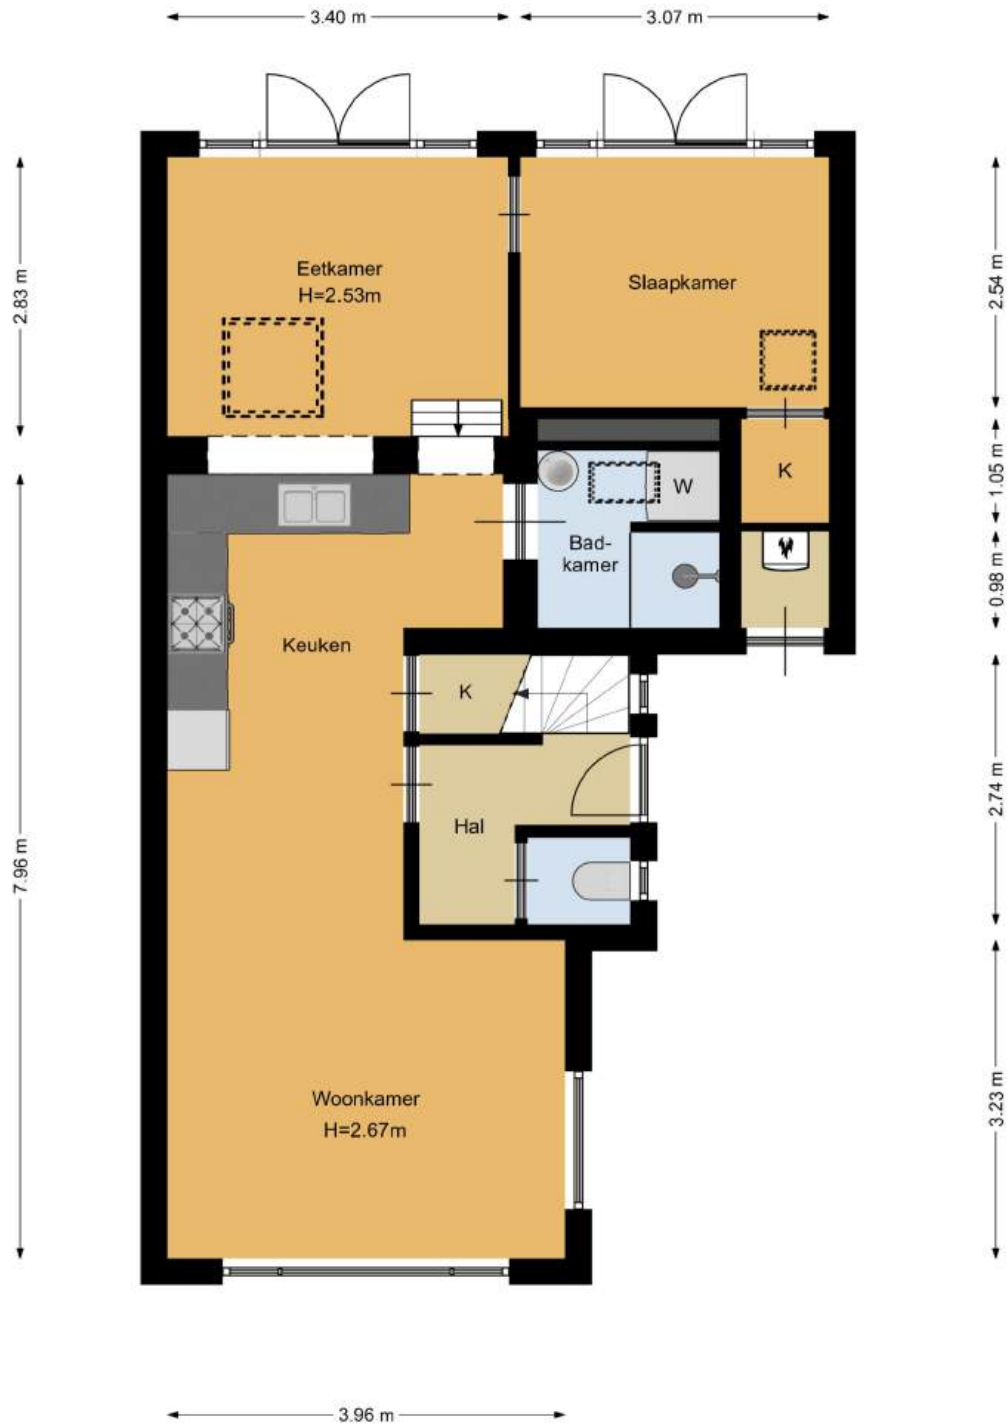 3.40 m
3.07 m
2.83 m
2.54 m
Eetkamer
H=2.53m
Slaapkamer
1.05 m
K
W
Bad-
kamer
0.98 m
Keuken
K
2.74 m
Hal
7.96 m
3.23 m
Woonkamer
H=2.67m
3.96 m